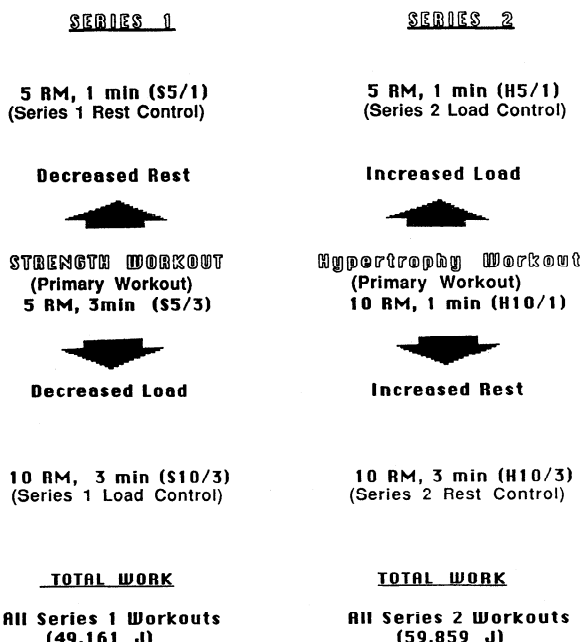 SERIES 1
5 RM, 1 min (S5/1)
(Series 1 Rest Control)
Decreased Rest
STRENGTH WORKOUT
(Primary Workout)
5 RM, 3min (S5/3)
Decreased Load
10 RM, 3 min (S10/3)
(Series 1 Load Control)
TOTAL WORK
All Series 1 Workouts
(49,161 J)
SERIES 2
5 RM, 1 min (H5/1)
(Series 2 Load Control)
Increased Load
Hypertrophy Workout
(Primary Workout)
10 RM, 1 min (H10/1)
Increased Rest
10 RM, 3 min (H10/3)
(Series 2 Rest Control)
TOTAL WORK
All Series 2 Workouts
(59,859 J)